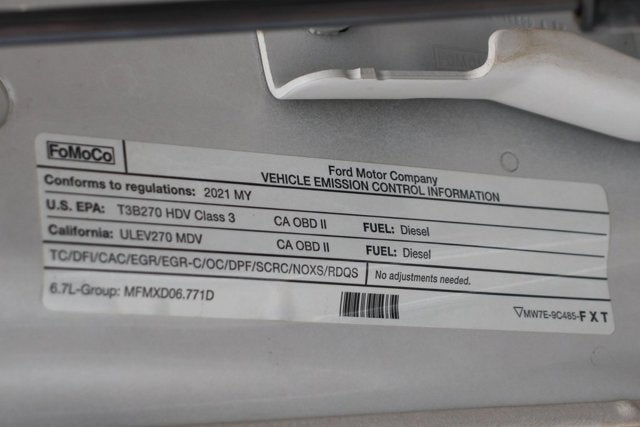 FoMoCo
FoMoCo
Ford Motor Company
VEHICLE EMISSION CONTROL INFORMATION
Conforms to regulations: 2021 MY
U.S. EPA: T3B270 HDV Class 3 CA OBD II FUEL: Diesel
California: ULEV270 MDV CA OBD II FUEL: Diesel
TC/DFI/CAC/EGR/EGR-C/OC/DPF/SCRC/NOXS/RDQS No adjustments needed.
6.7L-Group: MFMXD06.771D
MW7E-9C485-FXT